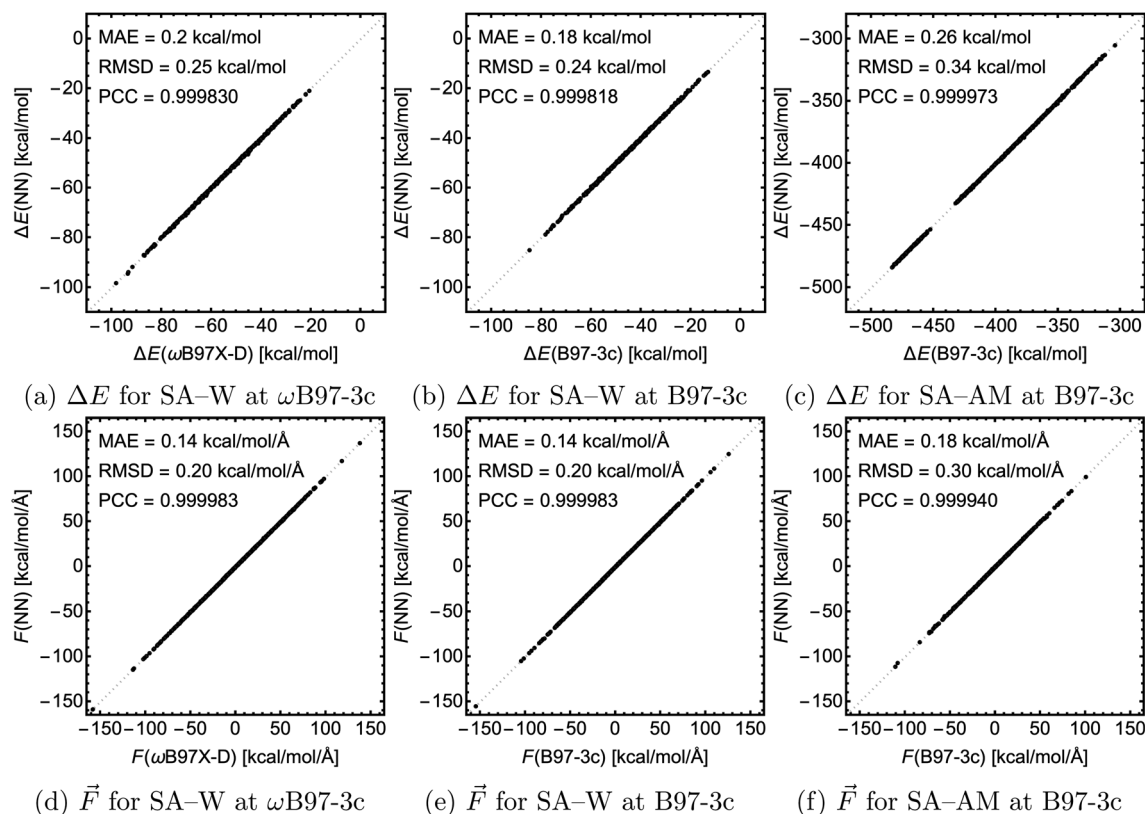 MAE = 0.2 kcal/mol
RMSD = 0.25 kcal/mol
PCC = 0.999830
0
−20
−40
−60
−80
−100
ΔE(NN) [kcal/mol]
−100 −80 −60 −40 −20 0
ΔE(ωB97X-D) [kcal/mol]
(a) ΔE for SA–W at ωB97-3c
MAE = 0.18 kcal/mol
RMSD = 0.24 kcal/mol
PCC = 0.999818
0
−20
−40
−60
−80
−100
ΔE(NN) [kcal/mol]
−100 −80 −60 −40 −20 0
ΔE(B97-3c) [kcal/mol]
(b) ΔE for SA–W at B97-3c
MAE = 0.26 kcal/mol
RMSD = 0.34 kcal/mol
PCC = 0.999973
−300
−350
−400
−450
−500
ΔE(NN) [kcal/mol]
−500 −450 −400 −350 −300
ΔE(B97-3c) [kcal/mol]
(c) ΔE for SA–AM at B97-3c
MAE = 0.14 kcal/mol/Å
RMSD = 0.20 kcal/mol/Å
PCC = 0.999983
150
100
50
0
−50
−100
−150
F(NN) [kcal/mol/Å]
−150 −100 −50 0 50 100 150
F(ωB97X-D) [kcal/mol/Å]
(d) F⃗ for SA–W at ωB97-3c
MAE = 0.14 kcal/mol/Å
RMSD = 0.20 kcal/mol/Å
PCC = 0.999983
150
100
50
0
−50
−100
−150
F(NN) [kcal/mol/Å]
−150 −100 −50 0 50 100 150
F(B97-3c) [kcal/mol/Å]
(e) F⃗ for SA–W at B97-3c
MAE = 0.18 kcal/mol/Å
RMSD = 0.30 kcal/mol/Å
PCC = 0.999940
150
100
50
0
−50
−100
−150
F(NN) [kcal/mol/Å]
−150 −100 −50 0 50 100 150
F(B97-3c) [kcal/mol/Å]
(f) F⃗ for SA–AM at B97-3c